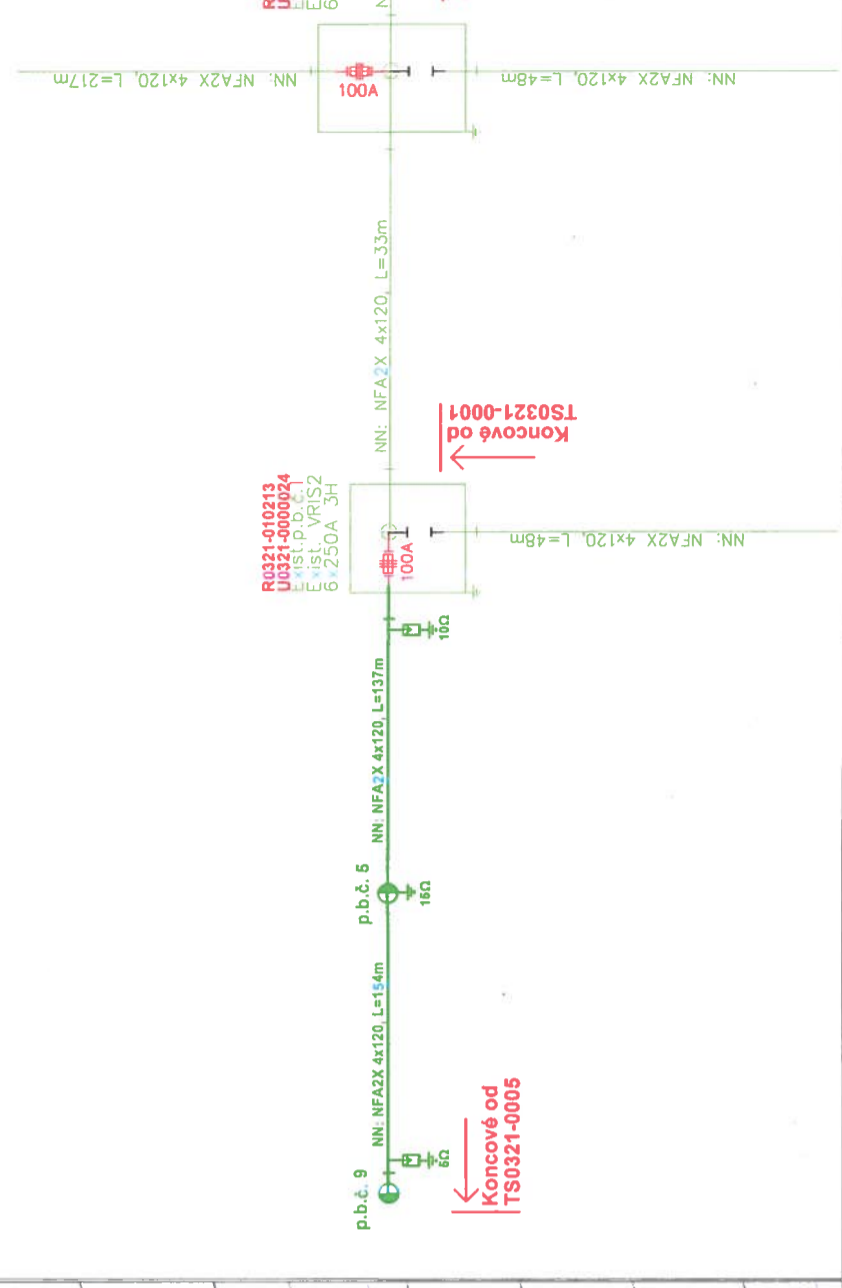 NN: NFA2X 4x120, L=217m
100A
NN: NFA2X 4x120, L=48m
NN: NFA2X 4x120, L=33m
Koncové od
TS0321-0001
R0321-010213
U0321-0000024
Exist.p.b.č.1
Exist. VRIS2
6x250A 3H
100A
NN: NFA2X 4x120, L=48m
10Ω
NN: NFA2X 4x120, L=137m
p.b.č. 5
15Ω
NN: NFA2X 4x120, L=154m
p.b.č. 9
5Ω
Koncové od
TS0321-0005